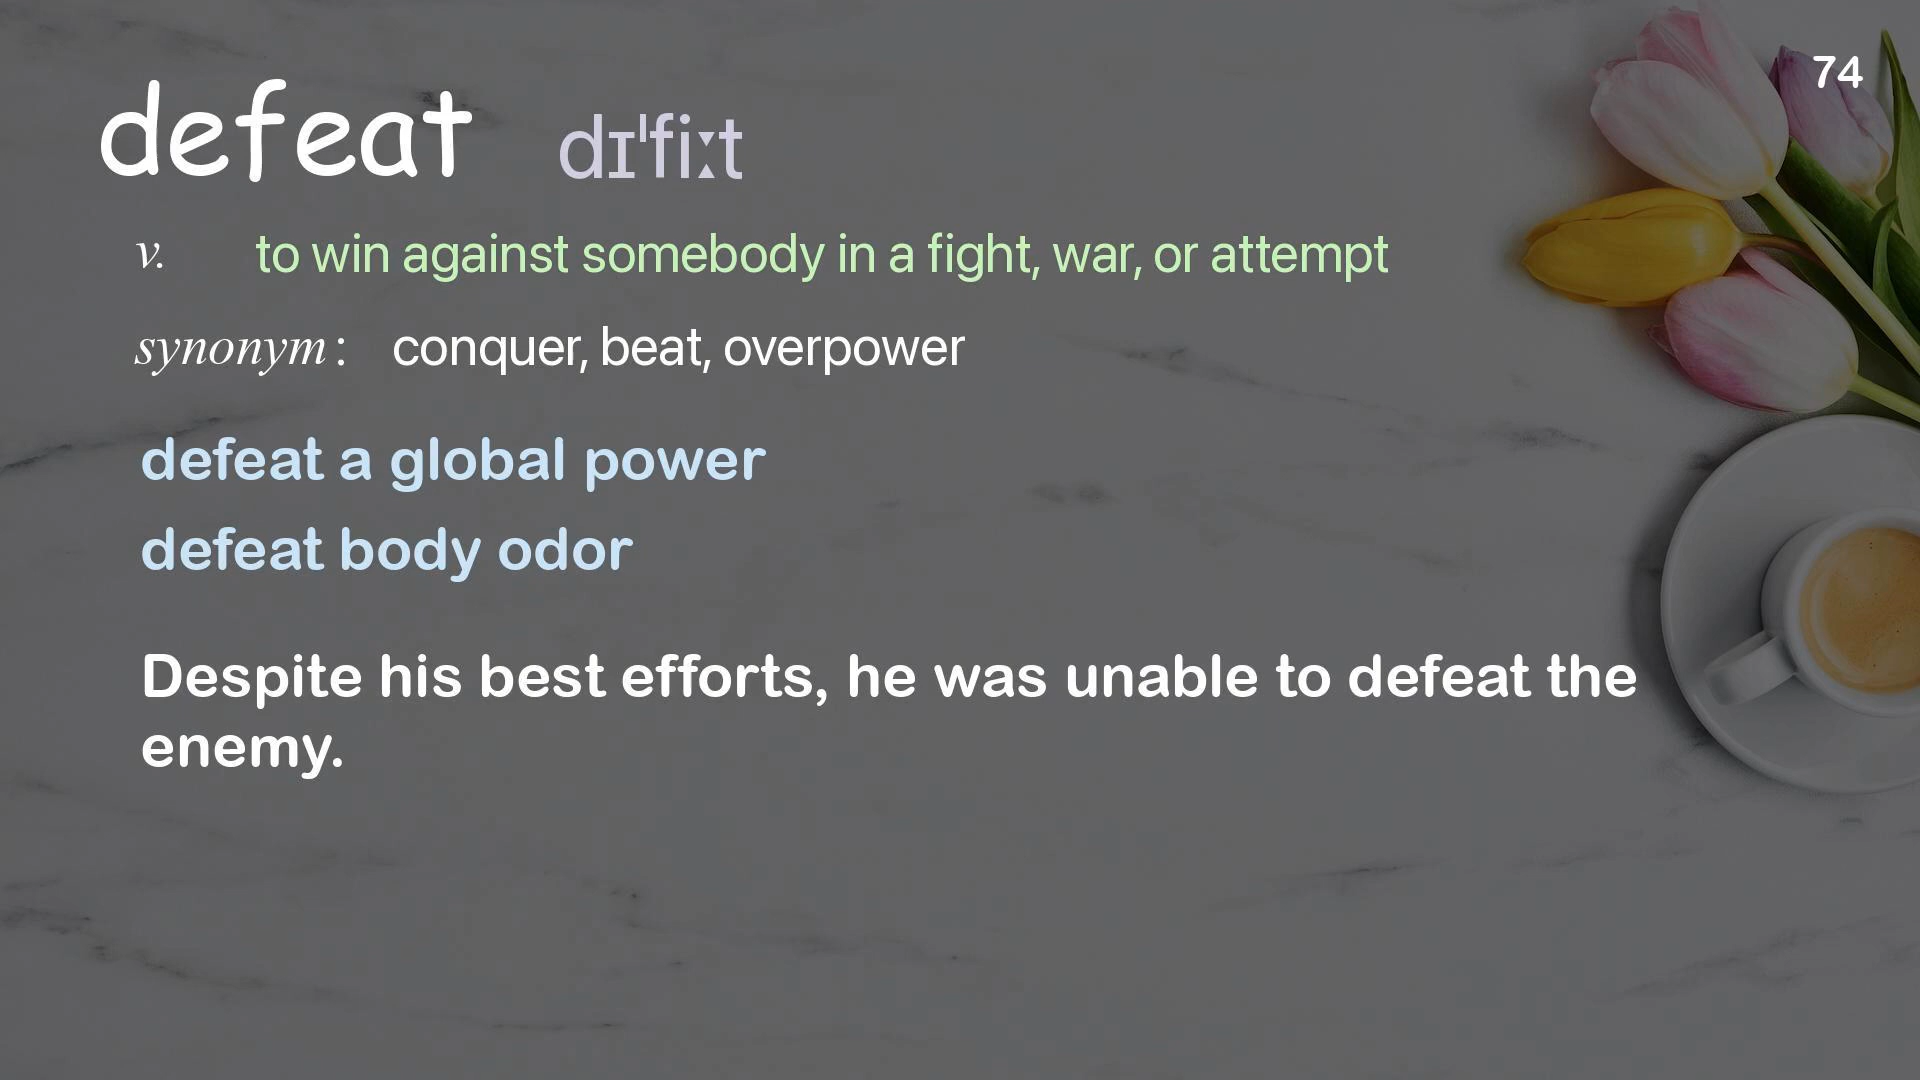 74
defeat dɪˈfiːt
v. to win against somebody in a fight, war, or attempt
synonym : conquer, beat, overpower
defeat a global power
defeat body odor
Despite his best efforts, he was unable to defeat the
enemy.